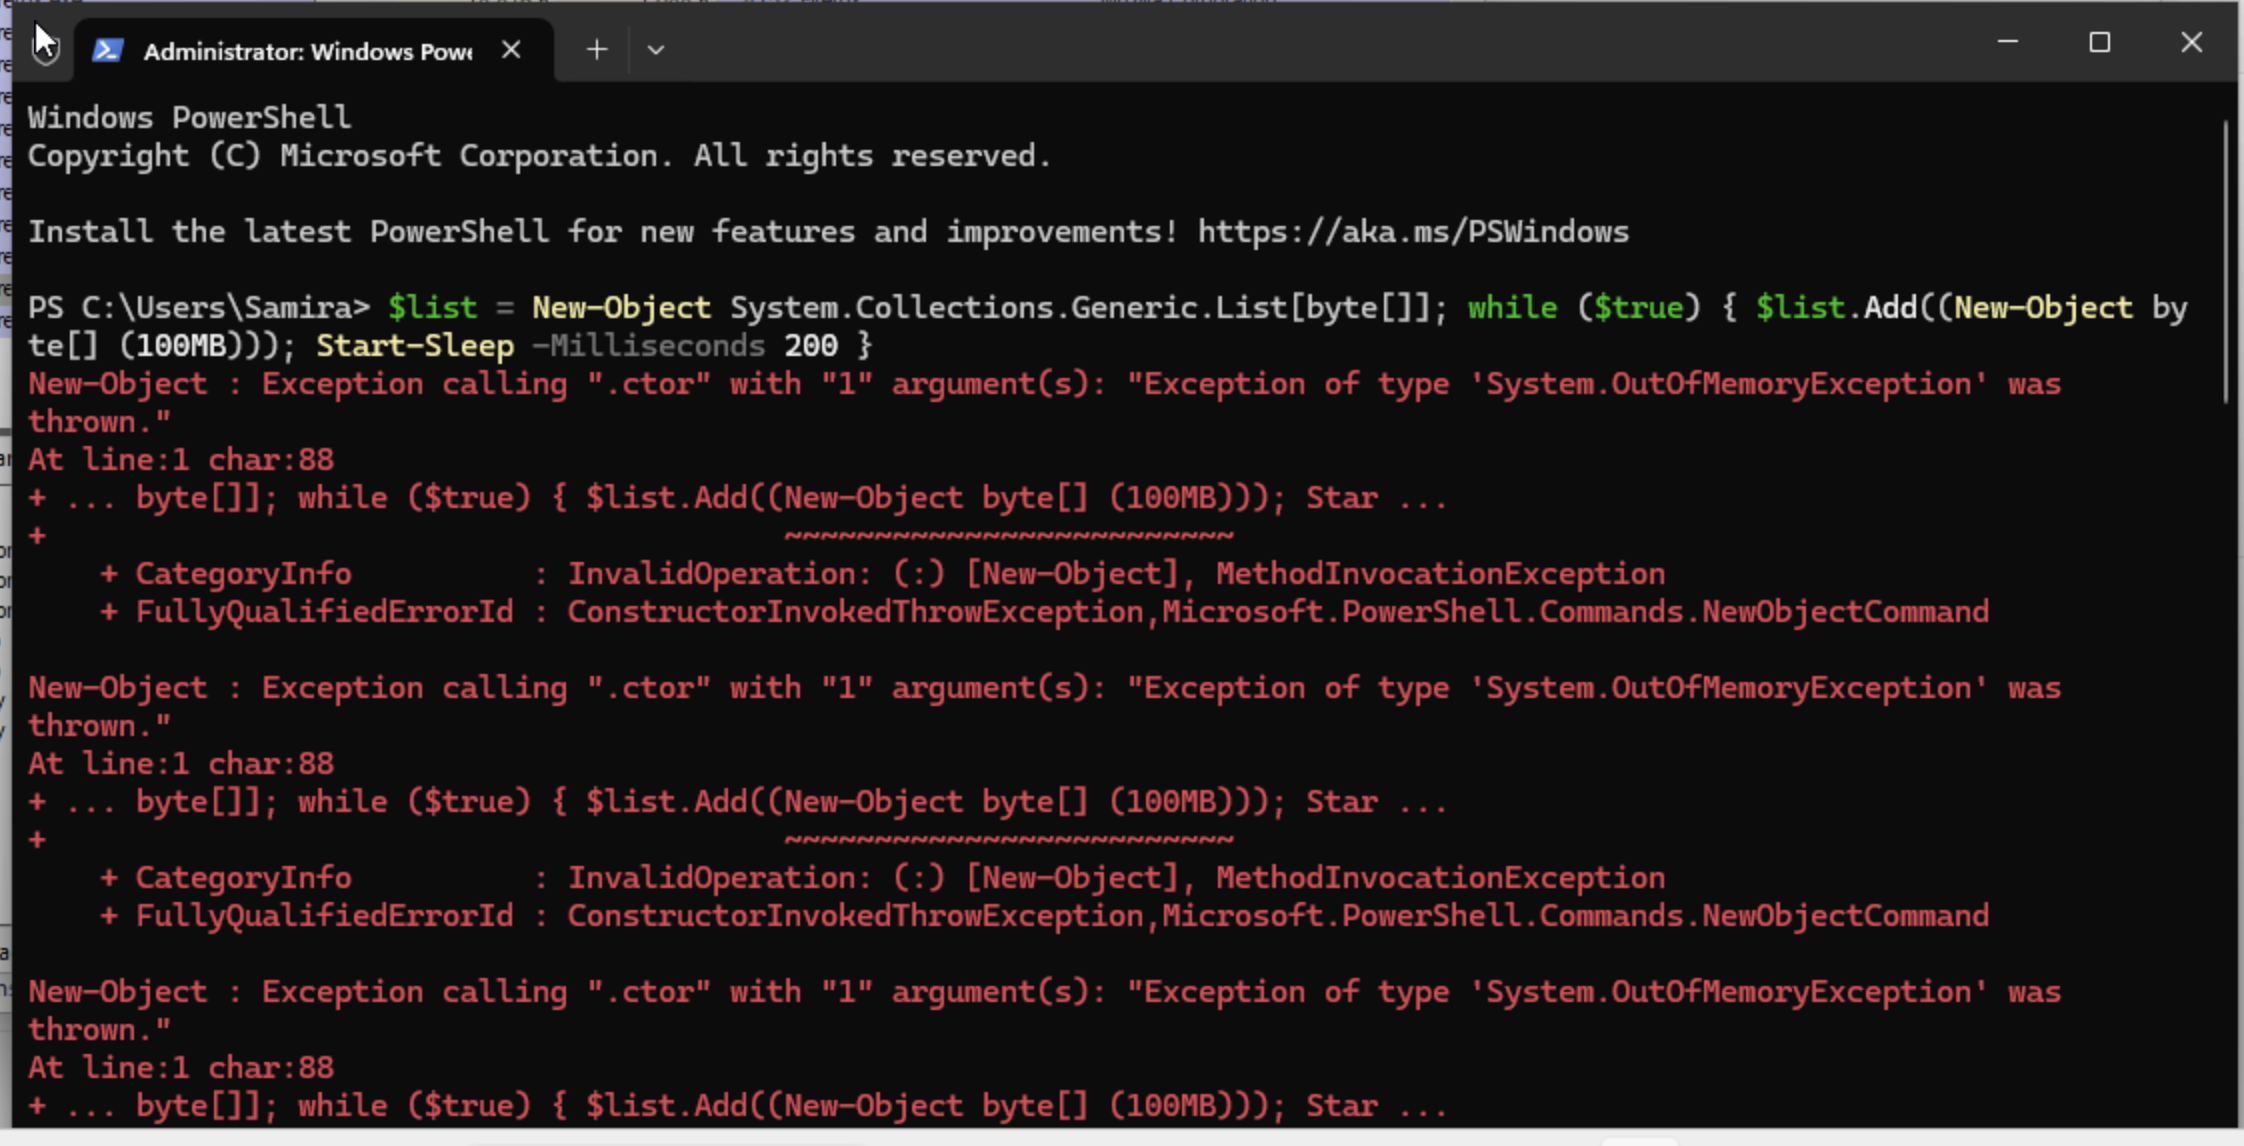 Administrator: Windows Powe
Windows PowerShell
Copyright (C) Microsoft Corporation. All rights reserved.
Install the latest PowerShell for new features and improvements! https://aka.ms/PSWindows
PS C:\Users\Samira> $list = New-Object System.Collections.Generic.List[byte[]]; while ($true) { $list.Add((New-Object by
te[] (100MB))); Start-Sleep -Milliseconds 200 }
New-Object : Exception calling ".ctor" with "1" argument(s): "Exception of type 'System.OutOfMemoryException' was
thrown."
At line:1 char:88
+ ... byte[]]; while ($true) { $list.Add((New-Object byte[] (100MB))); Star ...
+                                         ~~~~~~~~~~~~~~~~~~~~~~~~~
    + CategoryInfo          : InvalidOperation: (:) [New-Object], MethodInvocationException
    + FullyQualifiedErrorId : ConstructorInvokedThrowException,Microsoft.PowerShell.Commands.NewObjectCommand
New-Object : Exception calling ".ctor" with "1" argument(s): "Exception of type 'System.OutOfMemoryException' was
thrown."
At line:1 char:88
+ ... byte[]]; while ($true) { $list.Add((New-Object byte[] (100MB))); Star ...
+                                         ~~~~~~~~~~~~~~~~~~~~~~~~~
    + CategoryInfo          : InvalidOperation: (:) [New-Object], MethodInvocationException
    + FullyQualifiedErrorId : ConstructorInvokedThrowException,Microsoft.PowerShell.Commands.NewObjectCommand
New-Object : Exception calling ".ctor" with "1" argument(s): "Exception of type 'System.OutOfMemoryException' was
thrown."
At line:1 char:88
+ ... byte[]]; while ($true) { $list.Add((New-Object byte[] (100MB))); Star ...